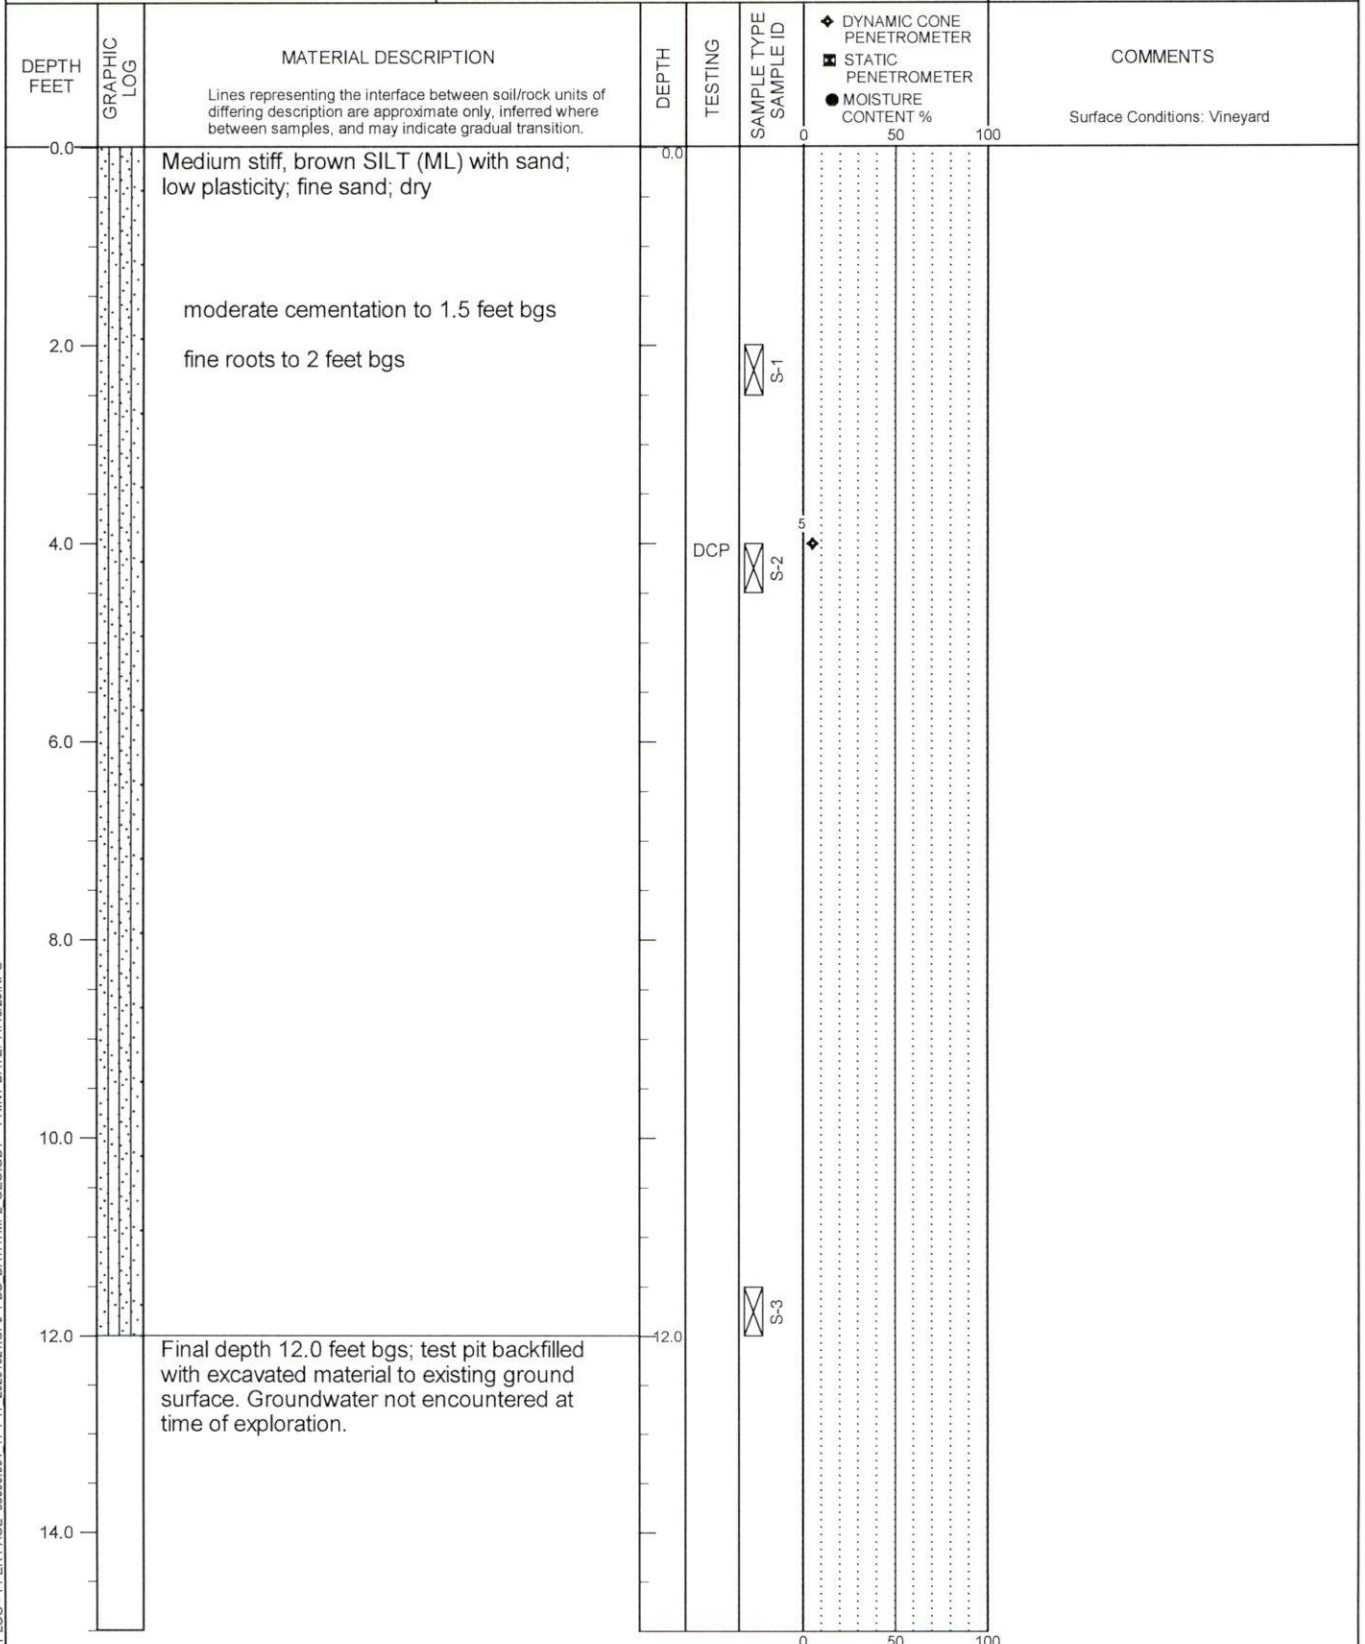 DEPTH
FEET
GRAPHIC
LOG
MATERIAL DESCRIPTION
Lines representing the interface between soil/rock units of
differing description are approximate only, inferred where
between samples, and may indicate gradual transition.
DEPTH
TESTING
SAMPLE TYPE
SAMPLE ID
DYNAMIC CONE
PENETROMETER
STATIC
PENETROMETER
MOISTURE
CONTENT %
0 50 100
COMMENTS
Surface Conditions: Vineyard
0.0
Medium stiff, brown SILT (ML) with sand;
low plasticity; fine sand; dry
0.0
moderate cementation to 1.5 feet bgs
2.0
fine roots to 2 feet bgs
S-1
5
4.0
DCP
S-2
6.0
8.0
10.0
S-3
12.0
12.0
Final depth 12.0 feet bgs; test pit backfilled
with excavated material to existing ground
surface. Groundwater not encountered at
time of exploration.
14.0
0 50 100